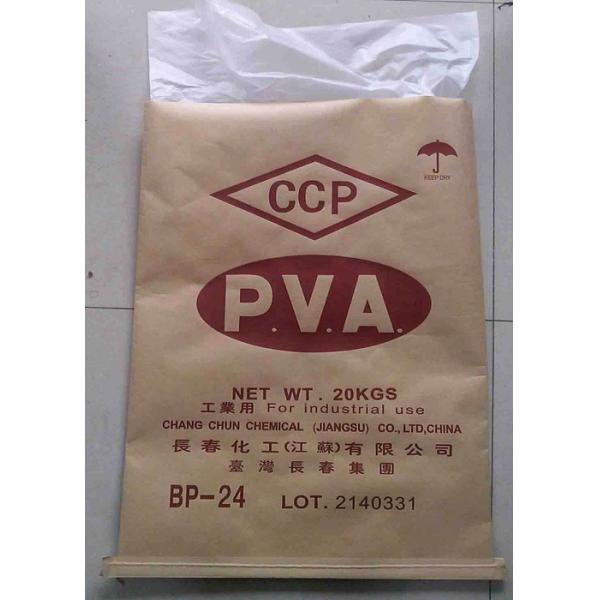 CCP
KEEP DRY
P.V.A.
NET WT. 20KGS
工業用 For industrial use
CHANG CHUN CHEMICAL (JIANGSU) CO., LTD,CHINA
長春化工(江蘇)有限公司
臺灣長春集團
BP-24 LOT. 2140331